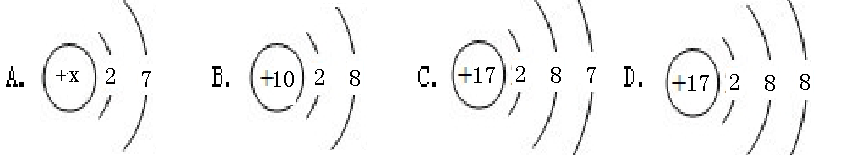 A. +x 2 7 B. +10 2 8 C. +17 2 8 7 D. +17 2 8 8